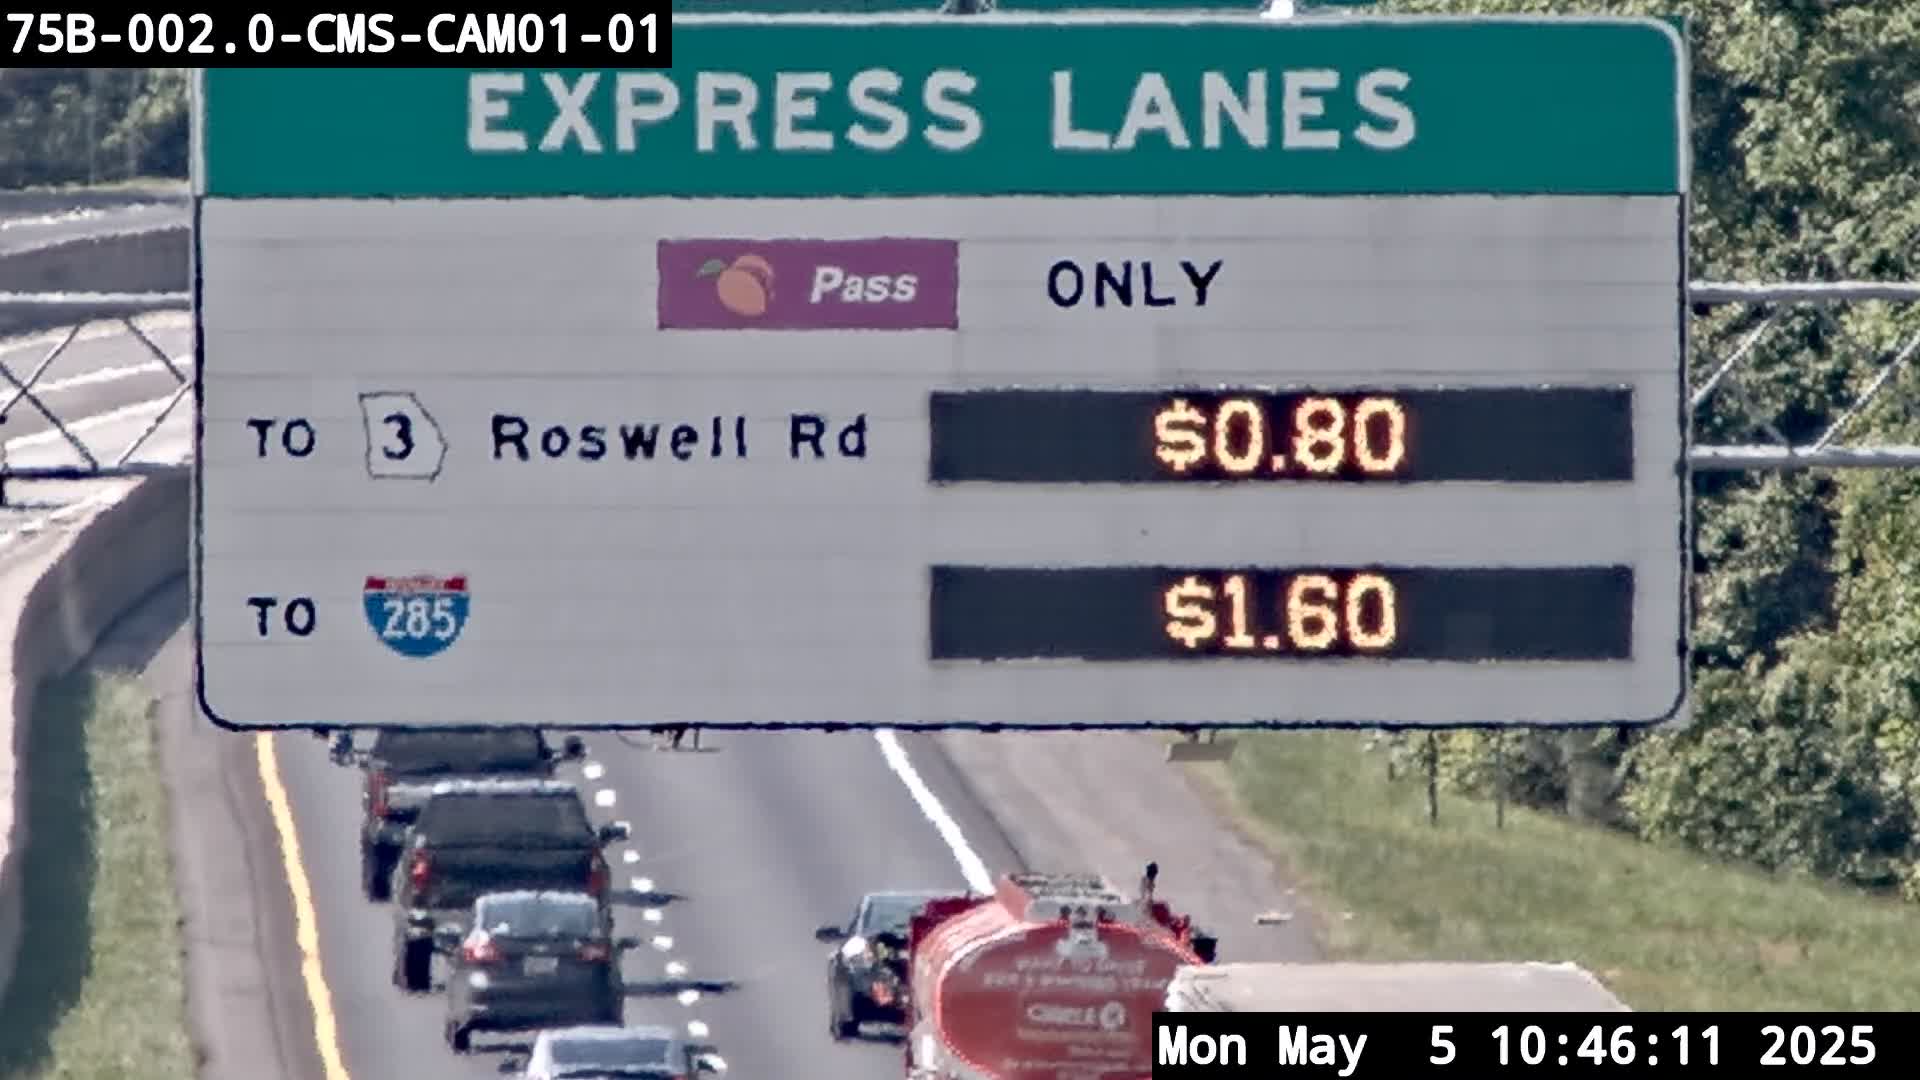 75B-002.0-CMS-CAM01-01
EXPRESS LANES
Pass ONLY
TO 3 Roswell Rd $0.80
TO 285 $1.60
CIRCLE K
Mon May 5 10:46:11 2025